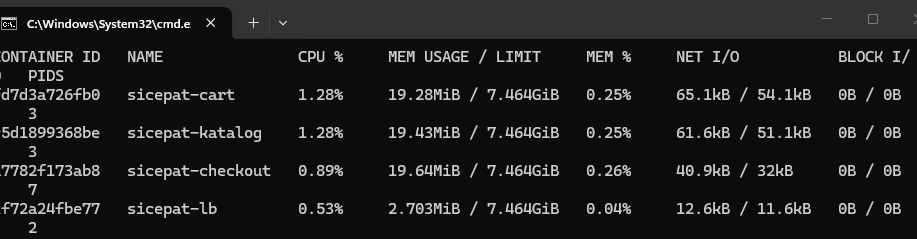 C:\Windows\System32\cmd.e
ONTAINER ID NAME CPU % MEM USAGE / LIMIT MEM % NET I/O BLOCK I/
PIDS
d7d3a726fb0 sicepat-cart 1.28% 19.28MiB / 7.464GiB 0.25% 65.1kB / 54.1kB 0B / 0B
3
5d1899368be sicepat-katalog 1.28% 19.43MiB / 7.464GiB 0.25% 61.6kB / 51.1kB 0B / 0B
3
7782f173ab8 sicepat-checkout 0.89% 19.64MiB / 7.464GiB 0.26% 40.9kB / 32kB 0B / 0B
7
f72a24fbe77 sicepat-lb 0.53% 2.703MiB / 7.464GiB 0.04% 12.6kB / 11.6kB 0B / 0B
2